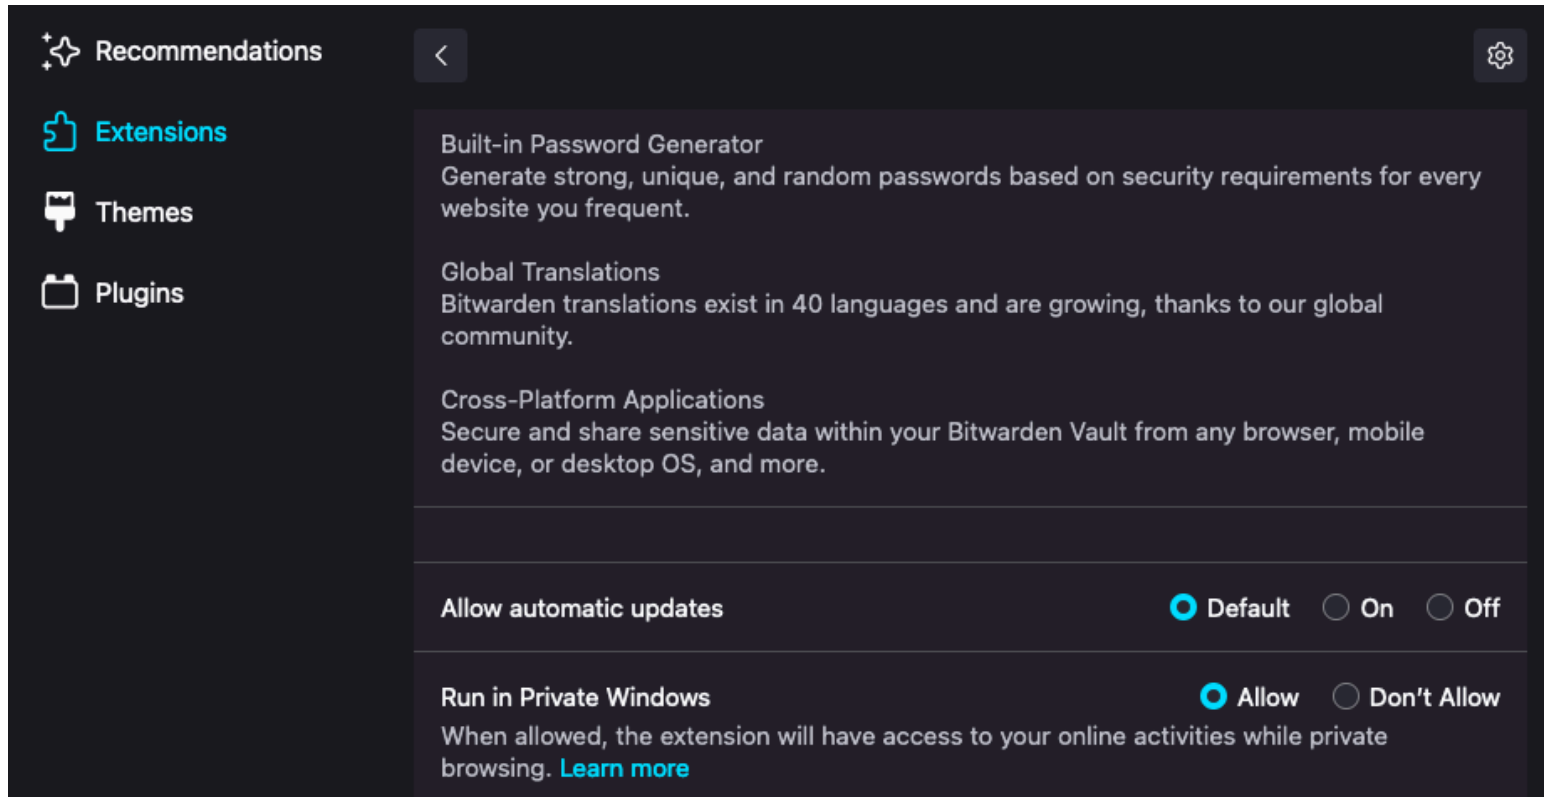 Recommendations
Extensions
Themes
Plugins
Built-in Password Generator
Generate strong, unique, and random passwords based on security requirements for every
website you frequent.
Global Translations
Bitwarden translations exist in 40 languages and are growing, thanks to our global
community.
Cross-Platform Applications
Secure and share sensitive data within your Bitwarden Vault from any browser, mobile
device, or desktop OS, and more.
Allow automatic updates Default On Off
Run in Private Windows Allow Don't Allow
When allowed, the extension will have access to your online activities while private
browsing. Learn more